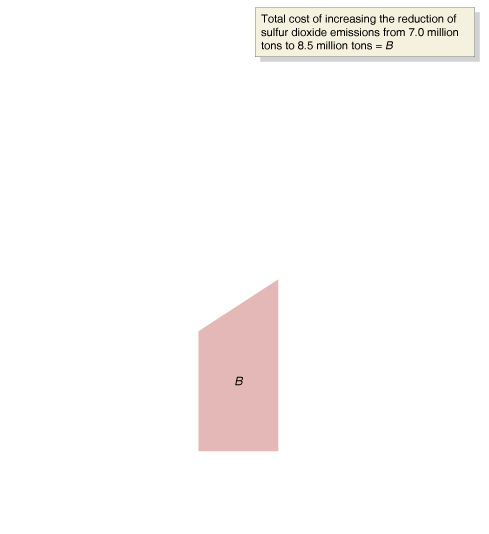 Total cost of increasing the reduction of
sulfur dioxide emissions from 7.0 million
tons to 8.5 million tons = B
B